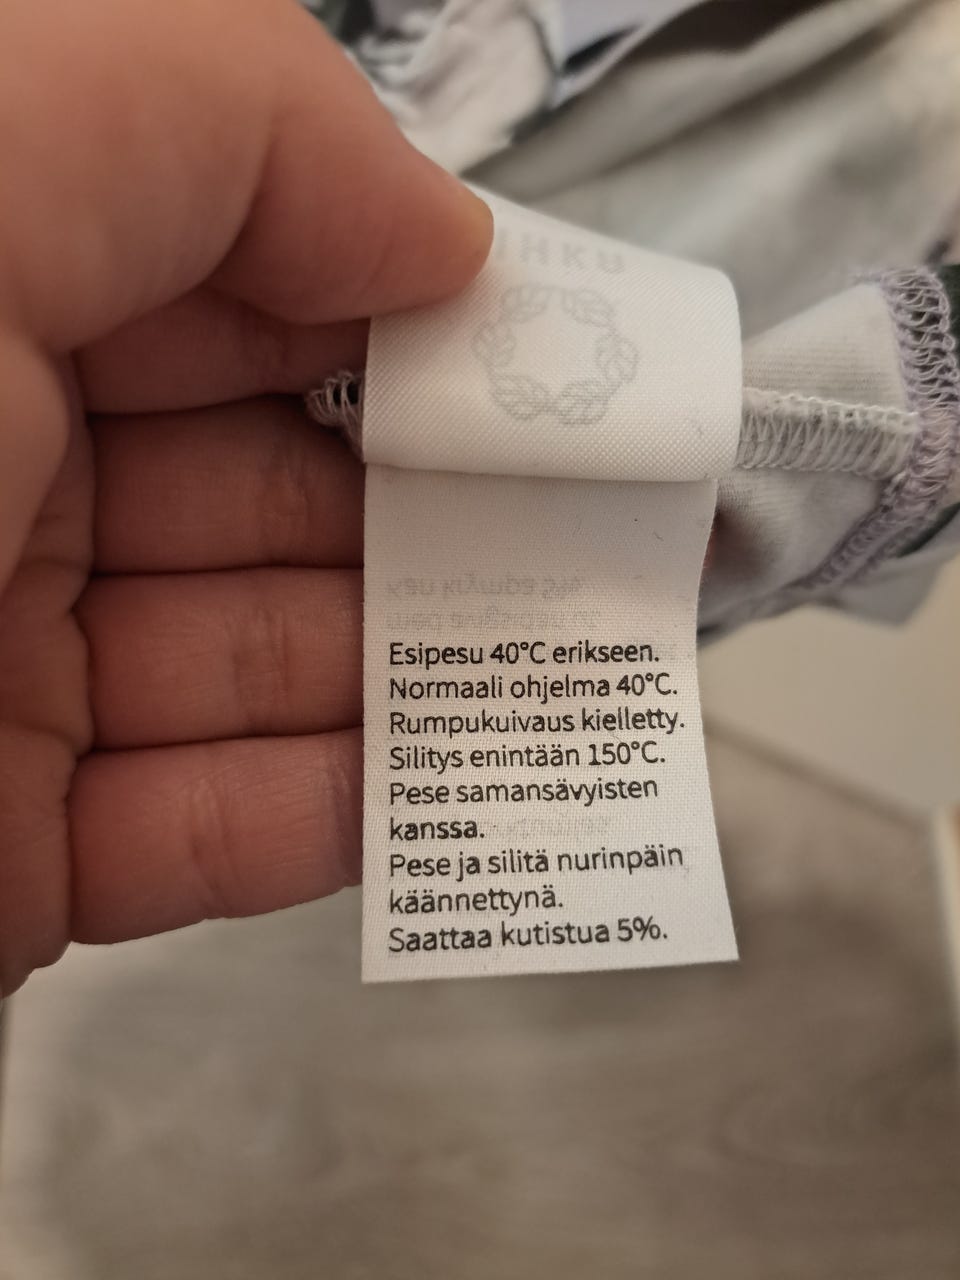 Esipesu 40°C erikseen.
Normaali ohjelma 40°C.
Rumpukuivaus kielletty.
Silitys enintään 150°C.
Pese samansävyisten
kanssa.
Pese ja silitä nurinpäin
käännettynä.
Saattaa kutistua 5%.